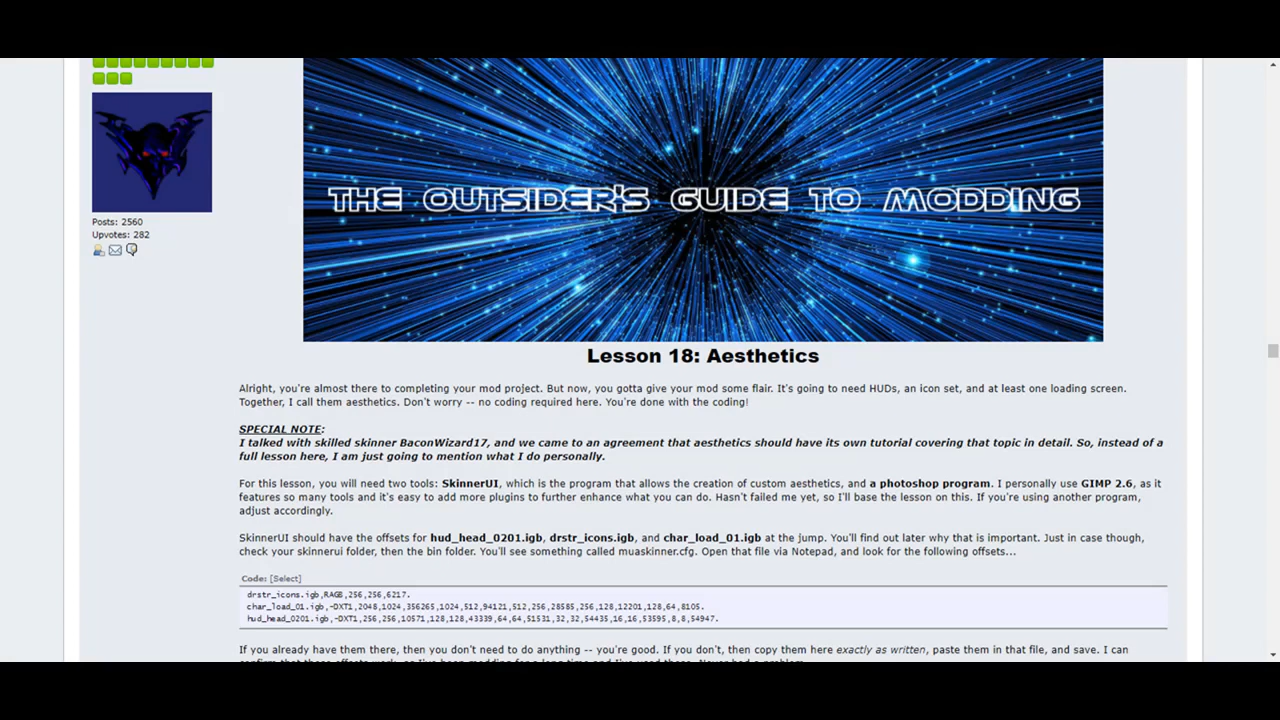 THE OUTSIDER'S GUIDE TO MODDING
Posts: 2560
Upvotes: 282
Lesson 18: Aesthetics
Alright, you're almost there to completing your mod project. But now, you gotta give your mod some flair. It's going to need HUDs, an icon set, and at least one loading screen.
Together, I call them aesthetics. Don't worry -- no coding required here. You're done with the coding!
SPECIAL NOTE:
I talked with skilled skinner BaconWizard17, and we came to an agreement that aesthetics should have its own tutorial covering that topic in detail. So, instead of a
full lesson here, I am just going to mention what I do personally.
For this lesson, you will need two tools: SkinnerUI, which is the program that allows the creation of custom aesthetics, and a photoshop program. I personally use GIMP 2.6, as it
features so many tools and it's easy to add more plugins to further enhance what you can do. Hasn't failed me yet, so I'll base the lesson on this. If you're using another program,
adjust accordingly.
SkinnerUI should have the offsets for hud_head_0201.igb, drstr_icons.igb, and char_load_01.igb at the jump. You'll find out later why that is important. Just in case though,
check your skinnerui folder, then the bin folder. You'll see something called muaskinner.cfg. Open that file via Notepad, and look for the following offsets...
Code: [Select]
drstr_icons.igb,RAGB,256,256,6217.
char_load_01.igb,-DXT1,2048,1024,356265,1024,512,94121,512,256,28585,256,128,12201,128,64,8105.
hud_head_0201.igb,-DXT1,256,256,10571,128,128,43339,64,64,51531,32,32,54435,16,16,53595,8,8,54947.
If you already have them there, then you don't need to do anything -- you're good. If you don't, then copy them here exactly as written, paste them in that file, and save. I can